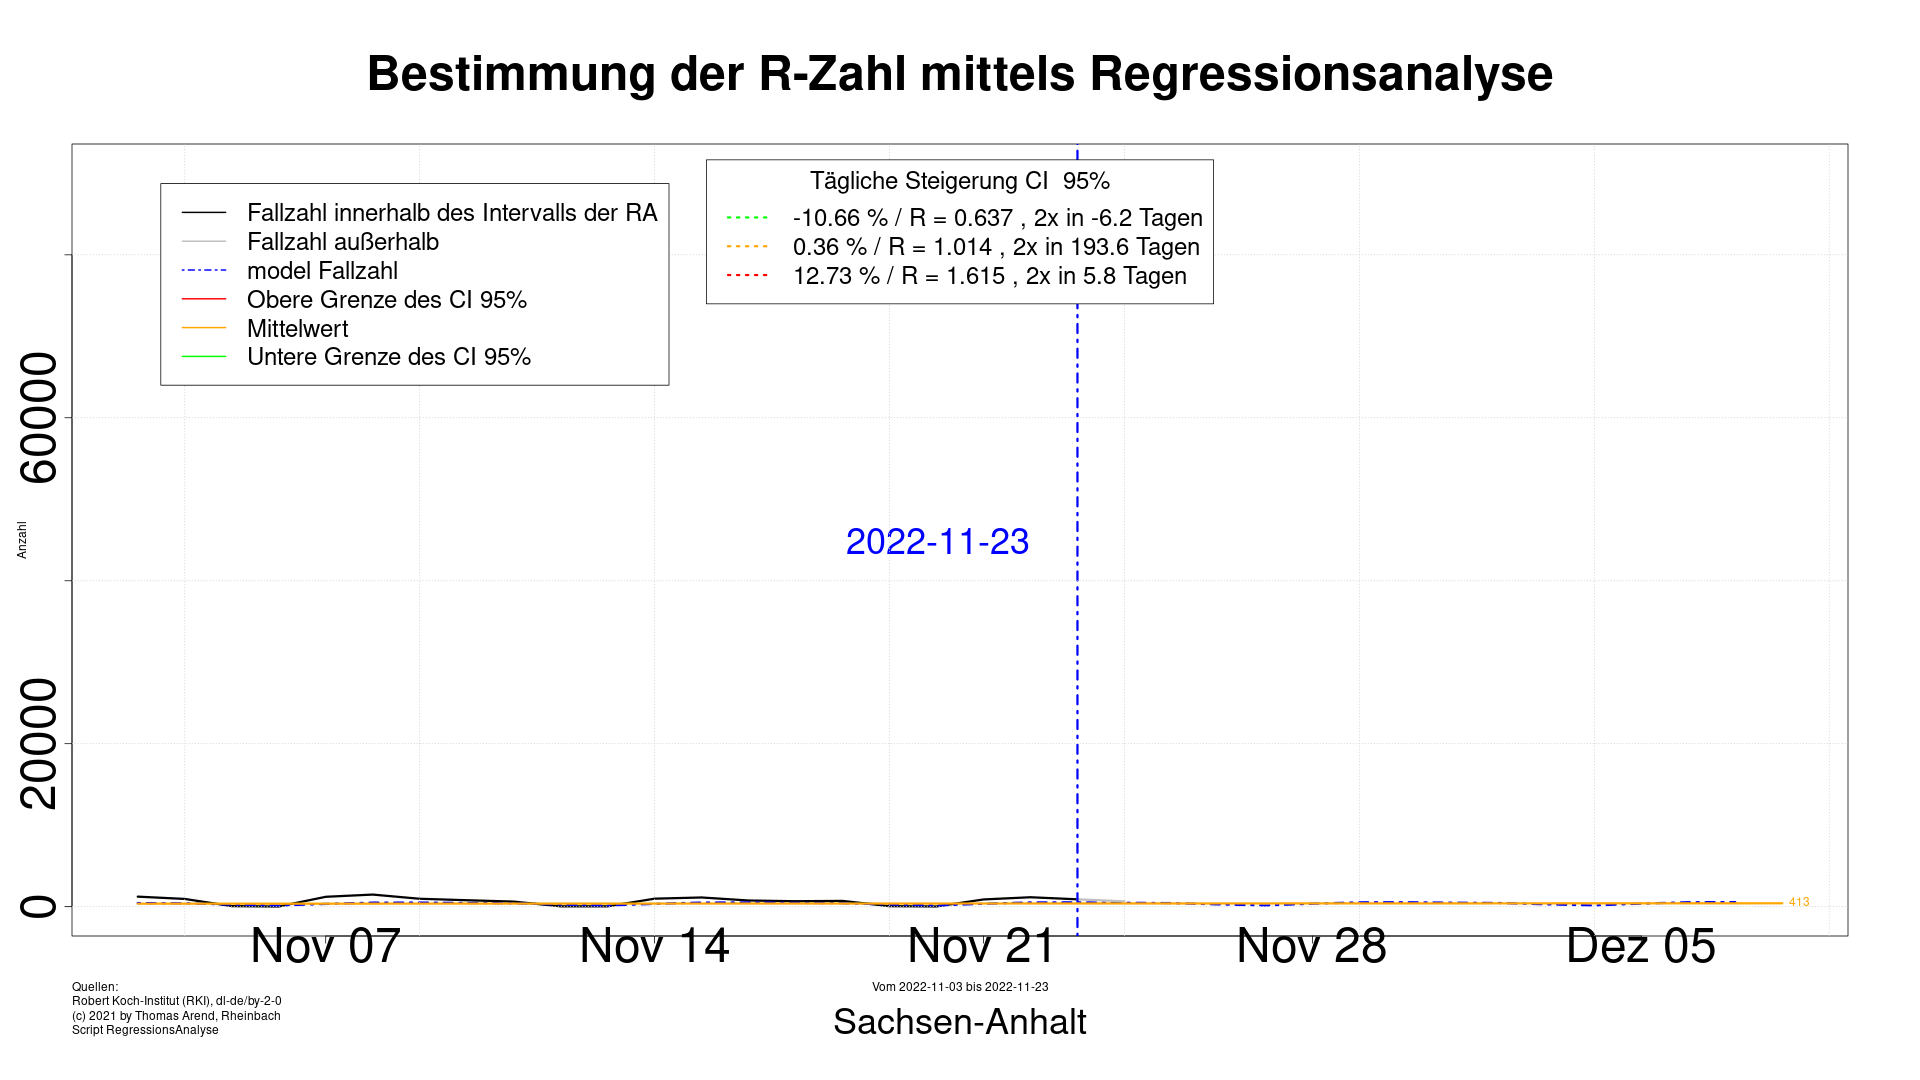 Bestimmung der R-Zahl mittels Regressionsanalyse
Fallzahl innerhalb des Intervalls der RA
Fallzahl außerhalb
model Fallzahl
Obere Grenze des CI 95%
Mittelwert
Untere Grenze des CI 95%
Tägliche Steigerung CI  95%
-10.66 % / R = 0.637 , 2x in -6.2 Tagen
0.36 % / R = 1.014 , 2x in 193.6 Tagen
12.73 % / R = 1.615 , 2x in 5.8 Tagen
60000
Anzahl
20000
0
2022-11-23
413
Nov 07
Nov 14
Nov 21
Nov 28
Dez 05
Quellen:
Robert Koch-Institut (RKI), dl-de/by-2-0
(c) 2021 by Thomas Arend, Rheinbach
Script RegressionsAnalyse
Vom 2022-11-03 bis 2022-11-23
Sachsen-Anhalt